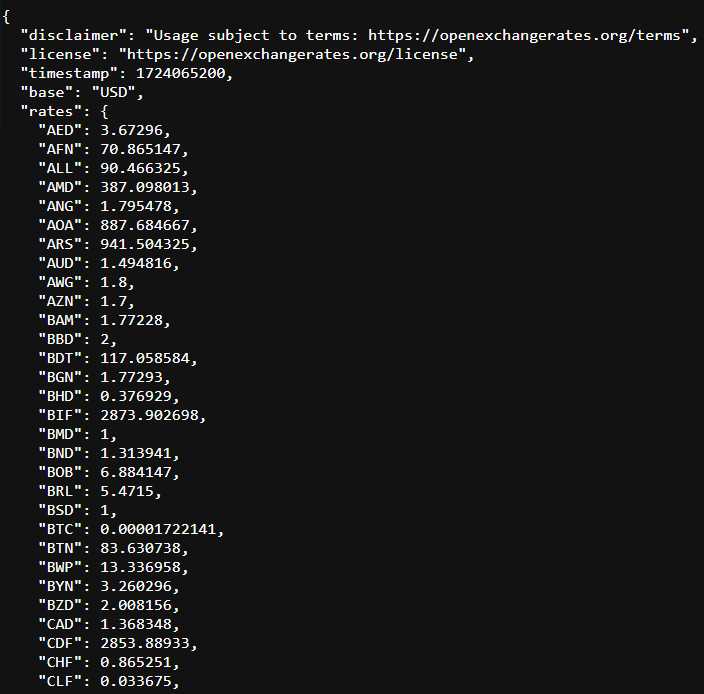 {
  "disclaimer": "Usage subject to terms: https://openexchangerates.org/terms",
  "license": "https://openexchangerates.org/license",
  "timestamp": 1724065200,
  "base": "USD",
  "rates": {
    "AED": 3.67296,
    "AFN": 70.865147,
    "ALL": 90.466325,
    "AMD": 387.098013,
    "ANG": 1.795478,
    "AOA": 887.684667,
    "ARS": 941.504325,
    "AUD": 1.494816,
    "AWG": 1.8,
    "AZN": 1.7,
    "BAM": 1.77228,
    "BBD": 2,
    "BDT": 117.058584,
    "BGN": 1.77293,
    "BHD": 0.376929,
    "BIF": 2873.902698,
    "BMD": 1,
    "BND": 1.313941,
    "BOB": 6.884147,
    "BRL": 5.4715,
    "BSD": 1,
    "BTC": 0.00001722141,
    "BTN": 83.630738,
    "BWP": 13.336958,
    "BYN": 3.260296,
    "BZD": 2.008156,
    "CAD": 1.368348,
    "CDF": 2853.88933,
    "CHF": 0.865251,
    "CLF": 0.033675,